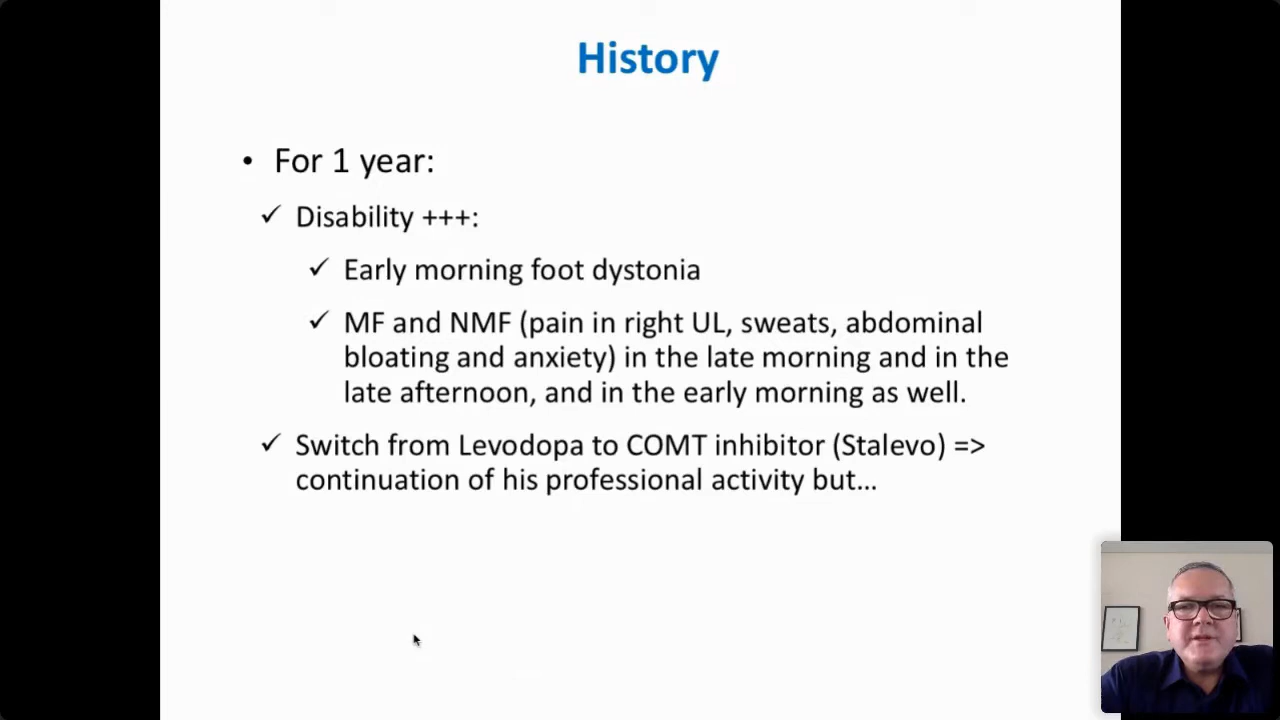 History
• For 1 year:
✓ Disability +++:
✓ Early morning foot dystonia
✓ MF and NMF (pain in right UL, sweats, abdominal
bloating and anxiety) in the late morning and in the
late afternoon, and in the early morning as well.
✓ Switch from Levodopa to COMT inhibitor (Stalevo) =>
continuation of his professional activity but...